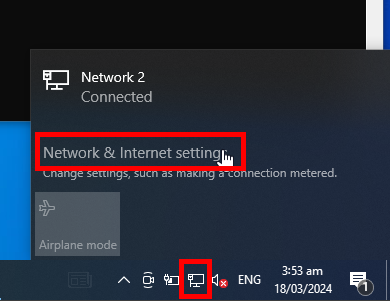 Network 2
Connected
Network & Internet setting
Change settings, such as making a connection metered.
Airplane mode
ENG
3:53 am
18/03/2024
1